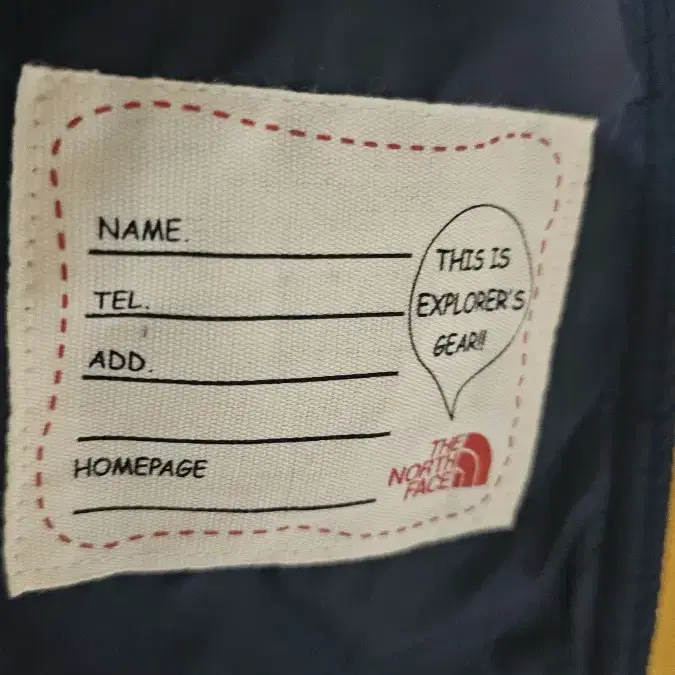 NAME.
TEL.
ADD.
HOMEPAGE
THIS IS
EXPLORER'S
GEAR!!
THE
NORTH
FACE